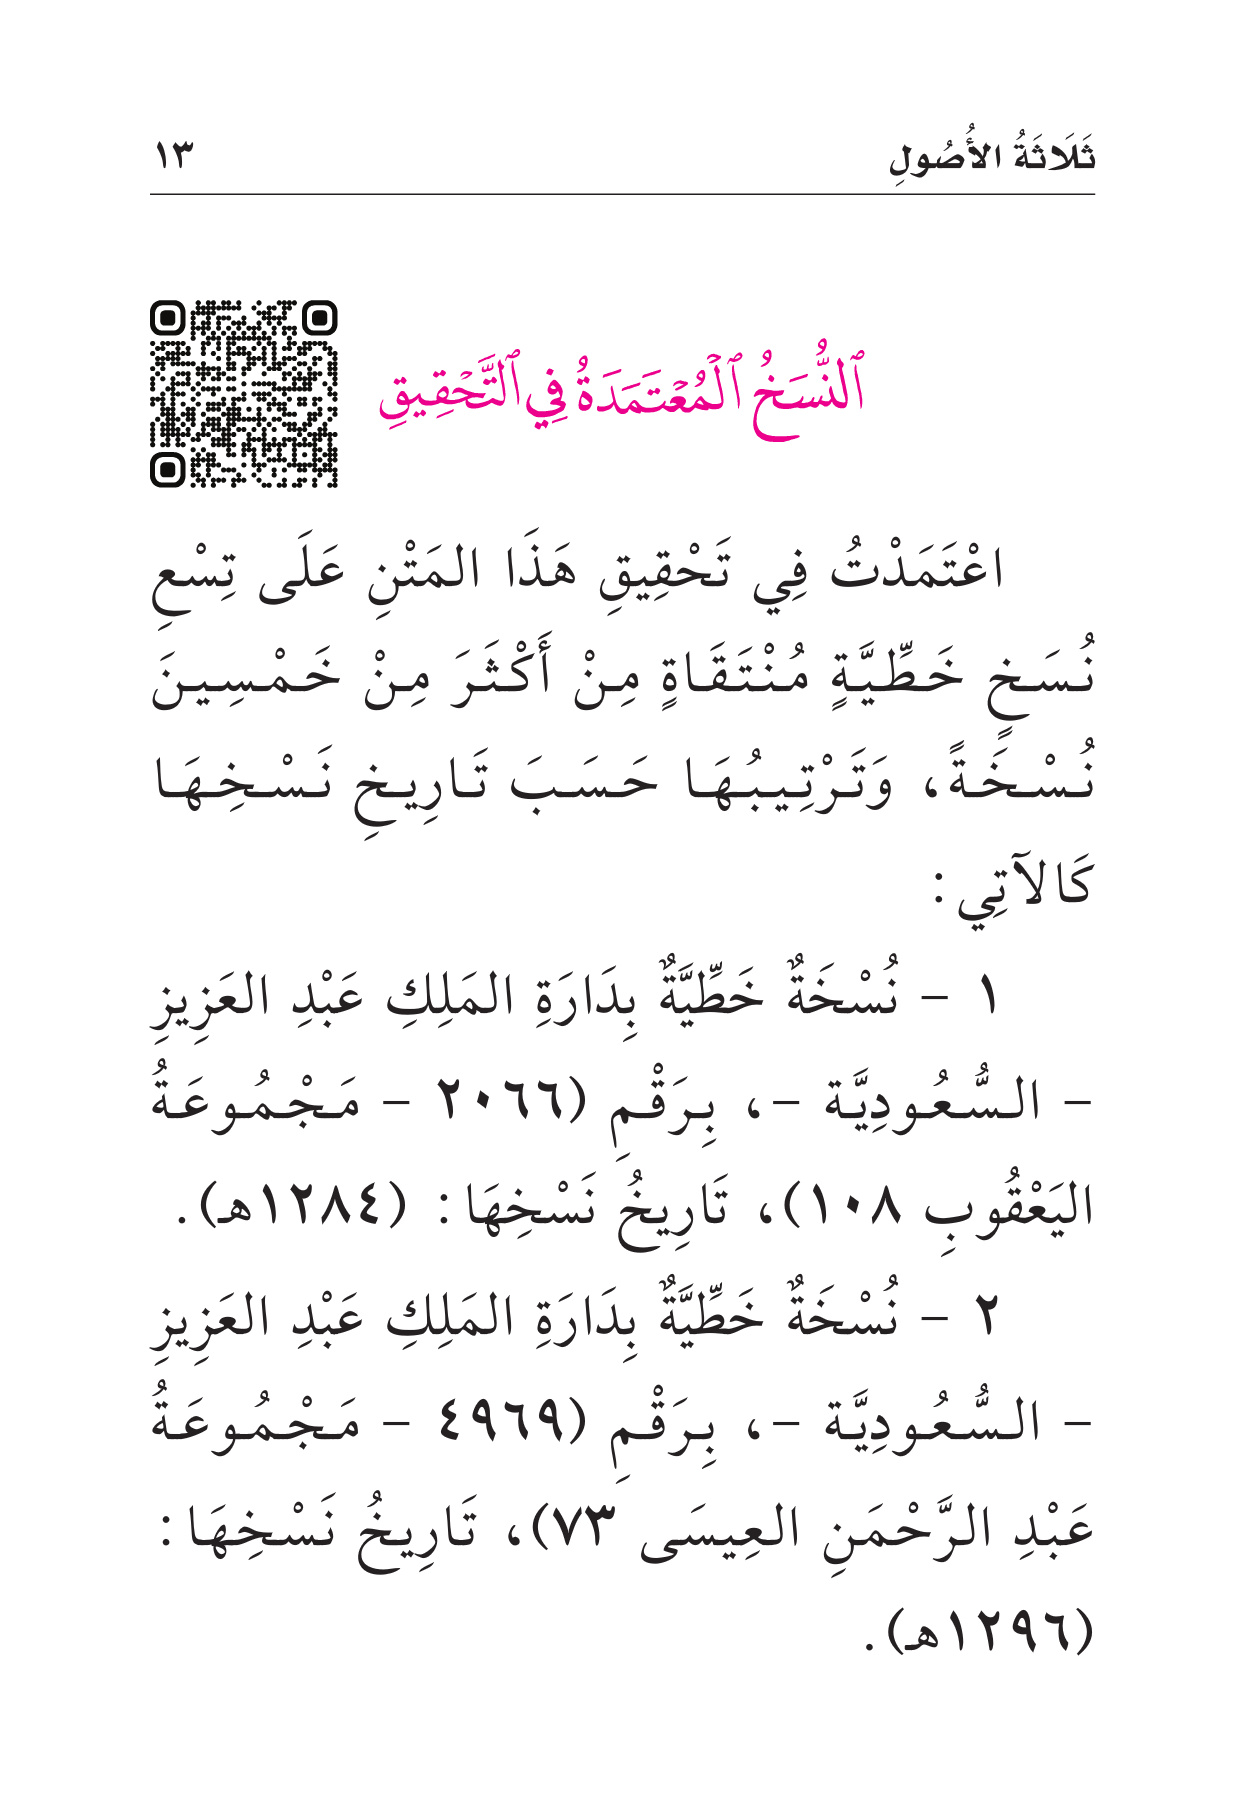 ثَلَاثَةُ الأُصُولِ ١٣
ٱلنُّسَخُ ٱلْمُعْتَمَدَةُ فِي ٱلتَّحْقِيقِ
اعْتَمَدْتُ فِي تَحْقِيقِ هَذَا المَتْنِ عَلَى تِسْعِ
نُسَخٍ خَطِّيَّةٍ مُنْتَقَاةٍ مِنْ أَكْثَرَ مِنْ خَمْسِينَ
نُسْخَةً، وَتَرْتِيبُهَا حَسَبَ تَارِيخِ نَسْخِهَا
كَالآتِي:
١ – نُسْخَةٌ خَطِّيَّةٌ بِدَارَةِ المَلِكِ عَبْدِ العَزِيزِ
– السُّعُودِيَّة –، بِرَقْمِ (٢٠٦٦ – مَجْمُوعَةُ
اليَعْقُوبِ ١٠٨)، تَارِيخُ نَسْخِهَا: (١٢٨٤هـ).
٢ – نُسْخَةٌ خَطِّيَّةٌ بِدَارَةِ المَلِكِ عَبْدِ العَزِيزِ
– السُّعُودِيَّة –، بِرَقْمِ (٤٩٦٩ – مَجْمُوعَةُ
عَبْدِ الرَّحْمَنِ العِيسَى ٧٣)، تَارِيخُ نَسْخِهَا:
(١٢٩٦هـ).